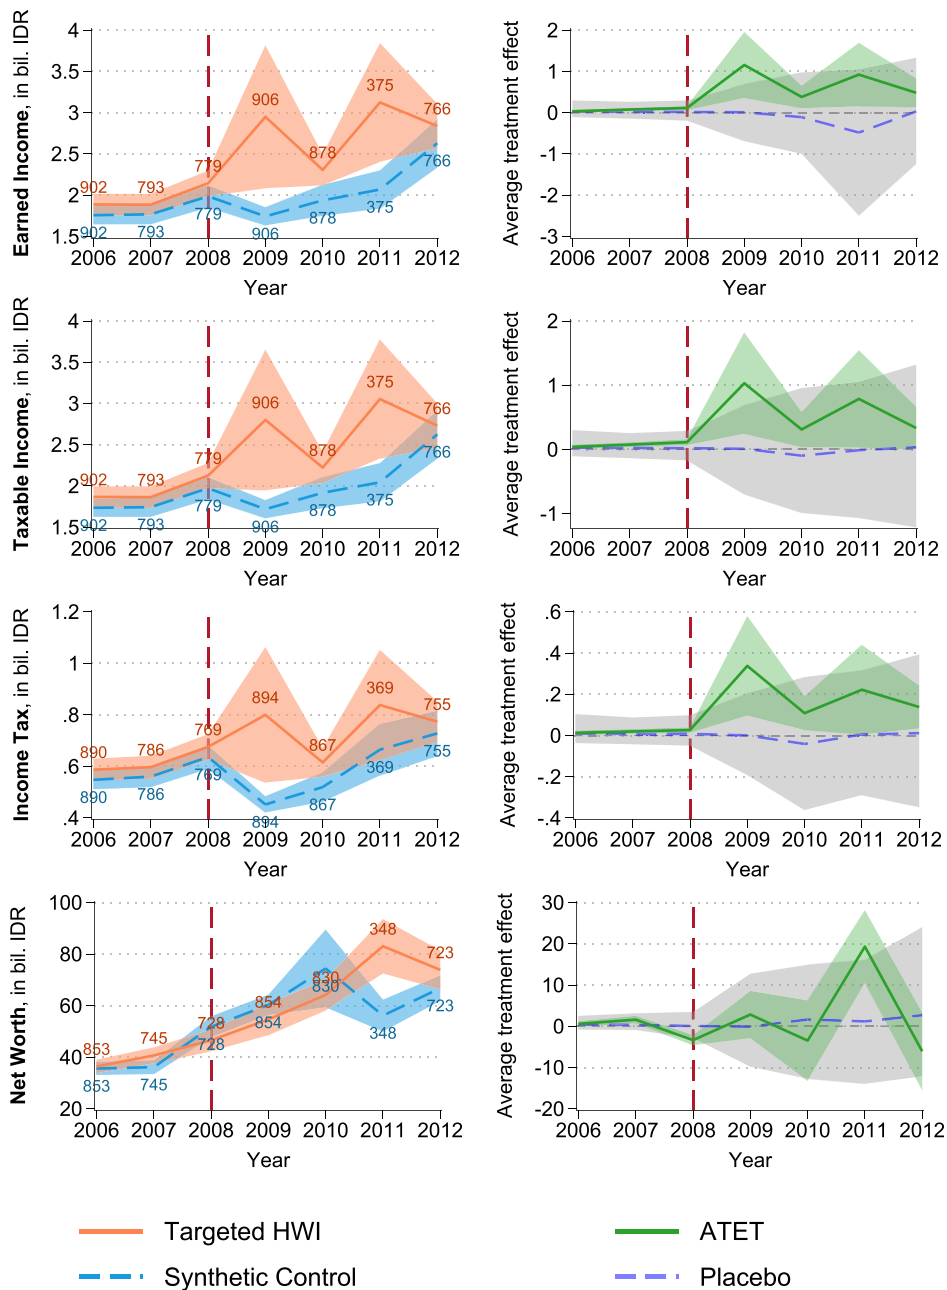 Earned Income, in bil. IDR
4
3.5
3
2.5
2
1.5
902 793 779 906 878 375 766
902 793 779 906 878 375 766
2006 2007 2008 2009 2010 2011 2012
Year
Average treatment effect
2
1
0
-1
-2
-3
2006 2007 2008 2009 2010 2011 2012
Year
Taxable Income, in bil. IDR
4
3.5
3
2.5
2
1.5
902 793 779 906 878 375 766
902 793 779 906 878 375 766
2006 2007 2008 2009 2010 2011 2012
Year
Average treatment effect
2
1
0
-1
2006 2007 2008 2009 2010 2011 2012
Year
Income Tax, in bil. IDR
1.2
1
.8
.6
.4
890 786 769 894 867 369 755
890 786 769 894 867 369 755
2006 2007 2008 2009 2010 2011 2012
Year
Average treatment effect
.6
.4
.2
0
-.2
-.4
2006 2007 2008 2009 2010 2011 2012
Year
Net Worth, in bil. IDR
100
80
60
40
20
853 745 728 854 830 348 723
853 745 728 854 830 348 723
2006 2007 2008 2009 2010 2011 2012
Year
Average treatment effect
30
20
10
0
-10
-20
2006 2007 2008 2009 2010 2011 2012
Year
Targeted HWI
Synthetic Control
ATET
Placebo